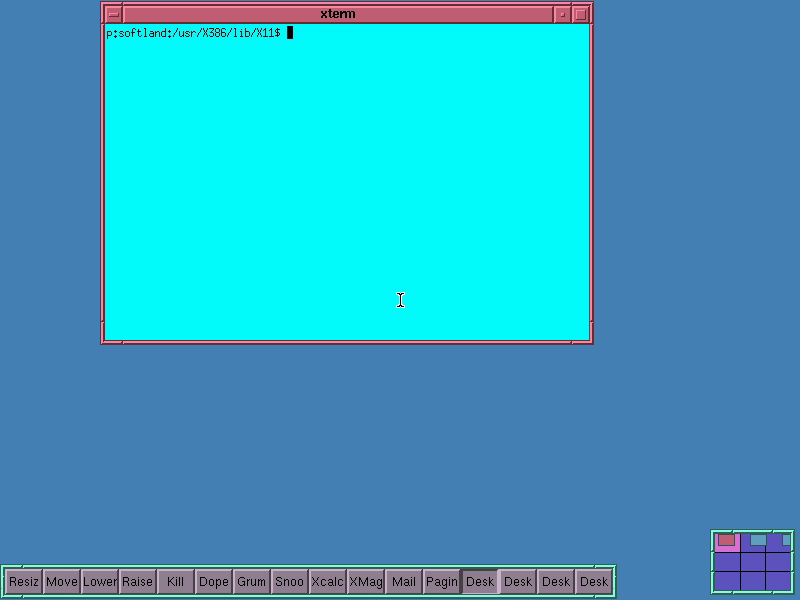 xterm
p:softland:/usr/X386/lib/X11$
Resiz Move Lower Raise Kill Dope Grum Snoo Xcalc XMag Mail Pagin Desk Desk Desk Desk